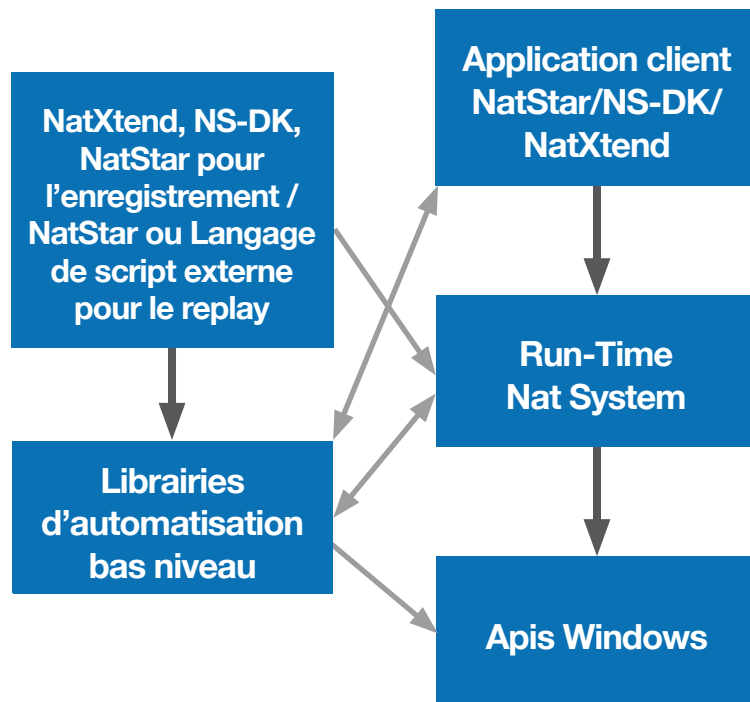 NatXtend, NS-DK,
NatStar pour
l’enregistrement /
NatStar ou Langage
de script externe
pour le replay
Application client
NatStar/NS-DK/
NatXtend
Run-Time
Nat System
Librairies
d’automatisation
bas niveau
Apis Windows